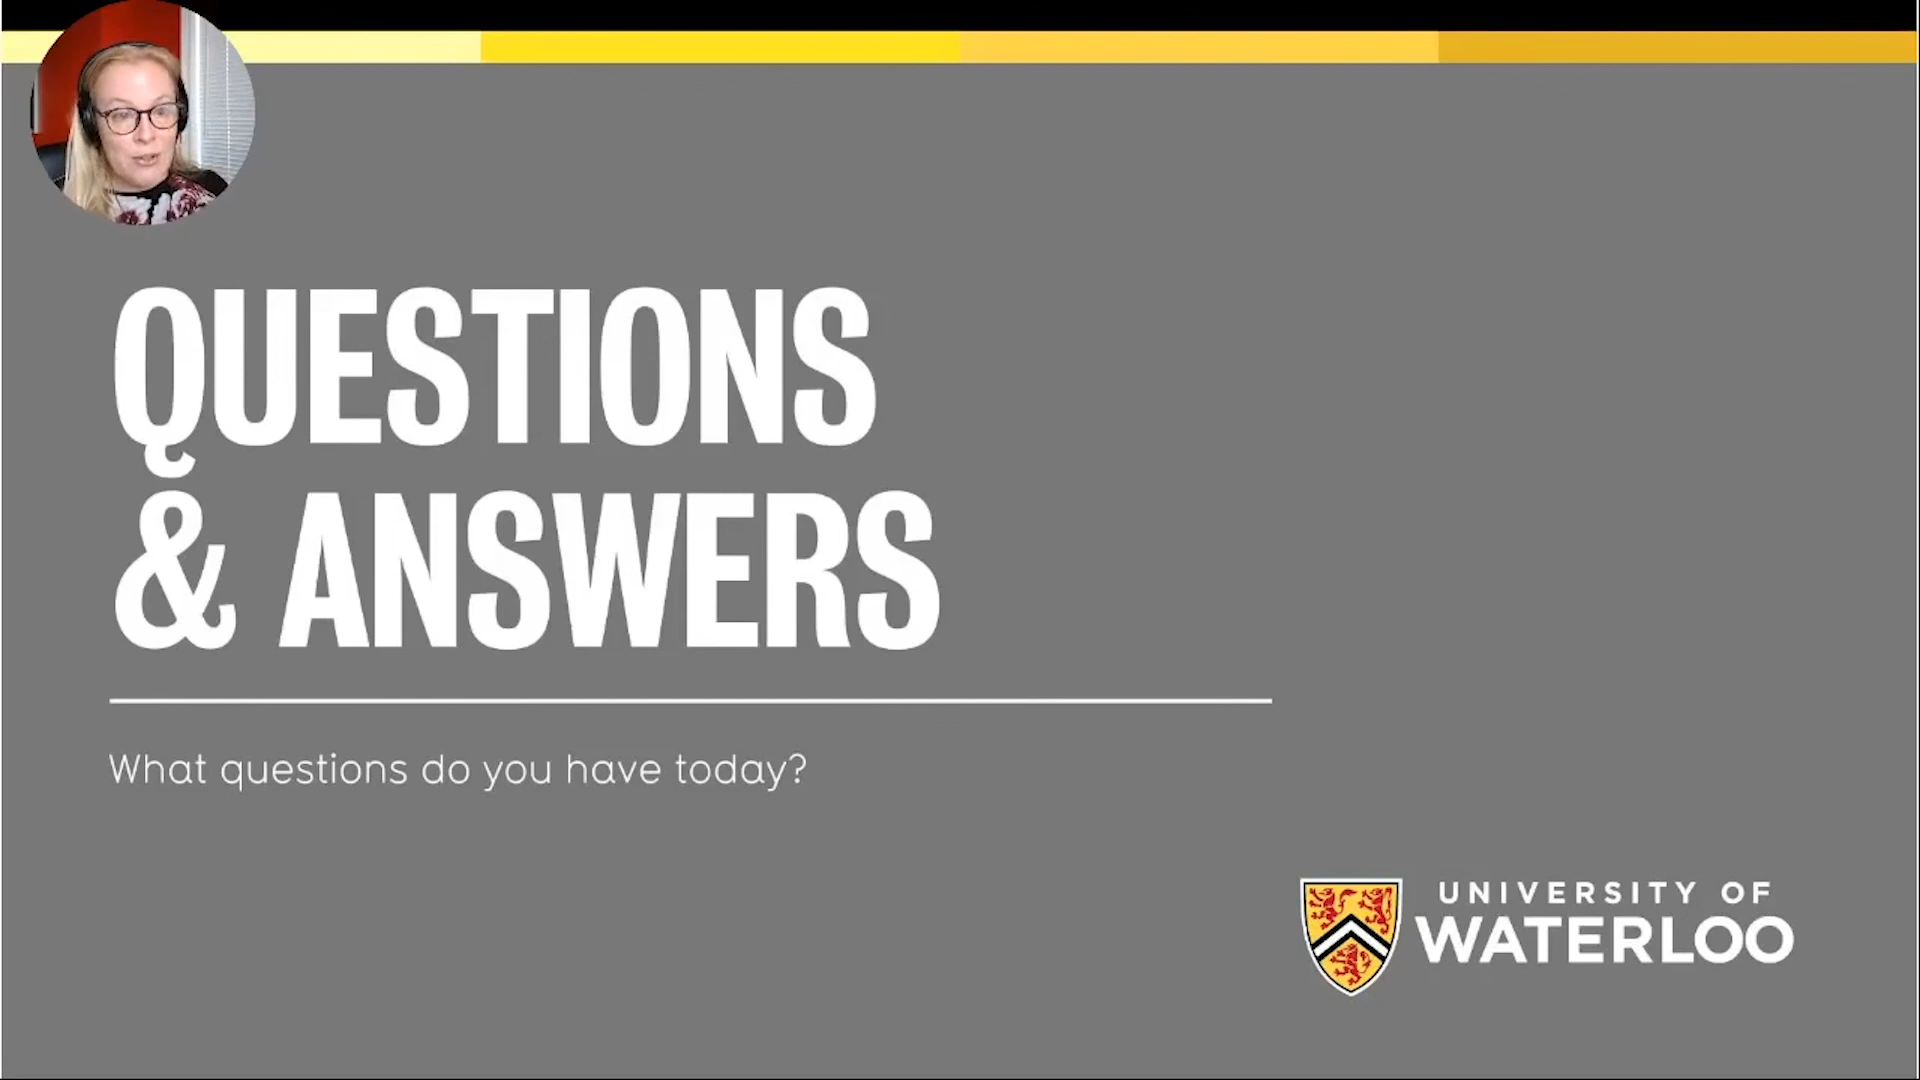 QUESTIONS
& ANSWERS
What questions do you have today?
UNIVERSITY OF
WATERLOO